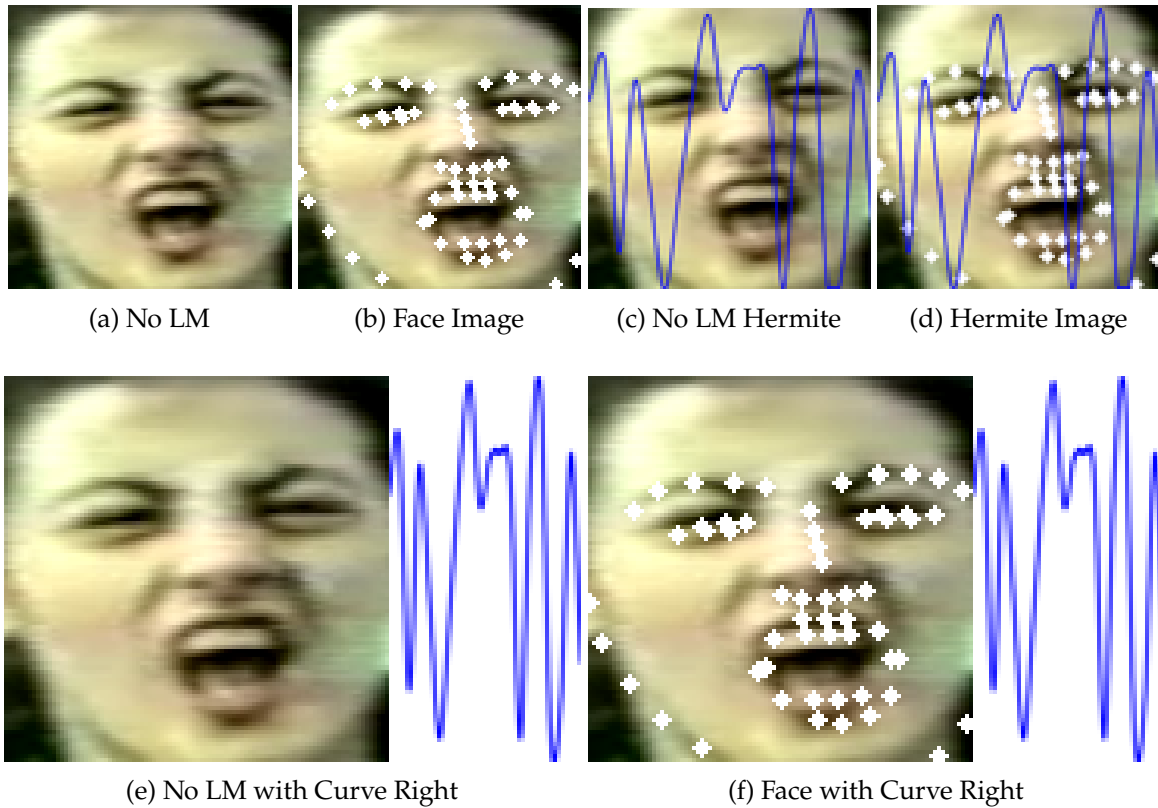 (a) No LM
(b) Face Image
(c) No LM Hermite
(d) Hermite Image
(e) No LM with Curve Right
(f) Face with Curve Right